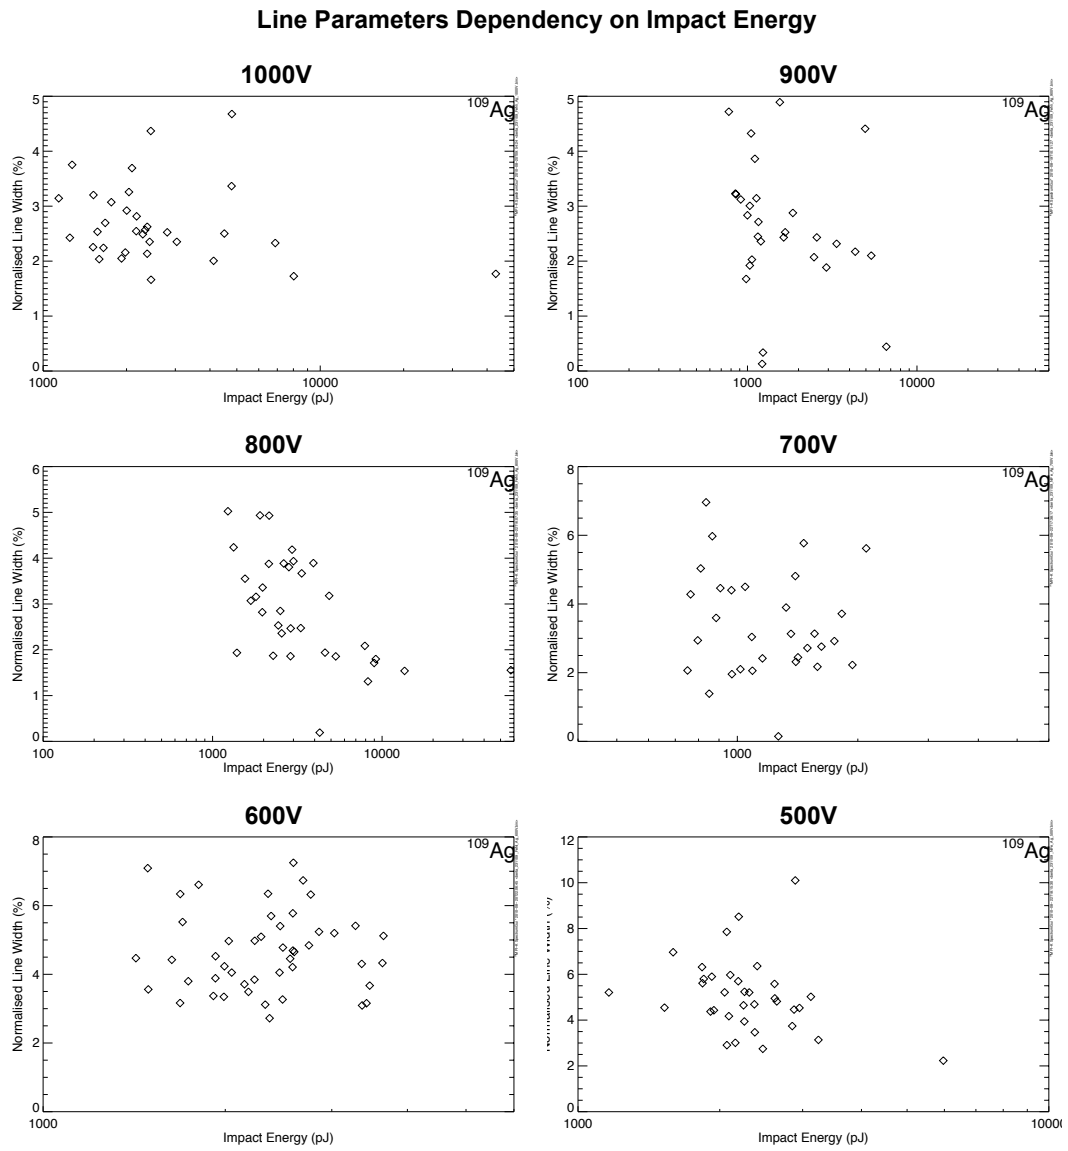 Line Parameters Dependency on Impact Energy
1000V
109Ag
5
4
3
2
1
0
Normalised Line Width (%)
1000
10000
Impact Energy (pJ)
900V
109Ag
5
4
3
2
1
0
Normalised Line Width (%)
100
1000
10000
Impact Energy (pJ)
800V
109Ag
6
5
4
3
2
1
0
Normalised Line Width (%)
100
1000
10000
Impact Energy (pJ)
700V
109Ag
8
6
4
2
0
Normalised Line Width (%)
1000
Impact Energy (pJ)
600V
109Ag
8
6
4
2
0
Normalised Line Width (%)
1000
Impact Energy (pJ)
500V
109Ag
12
10
8
6
4
2
0
Normalised Line Width (%)
1000
1000
Impact Energy (pJ)